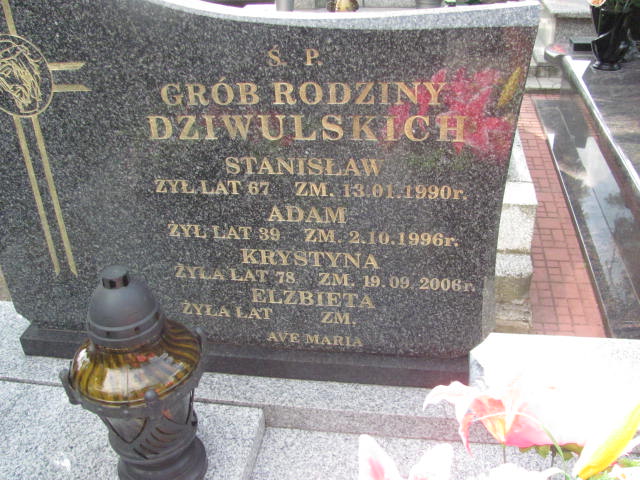 S. P.
GRÓB RODZINY
DZIWULSKICH
STANISŁAW
ŻYŁ LAT 67 ZM. 13.01.1990r.
ADAM
ŻYŁ LAT 39 ZM. 2.10.1996r.
KRYSTYNA
ŻYŁA LAT 78 ZM. 19.09.2006r.
ELŻBIETA
ŻYŁA LAT ZM.
AVE MARIA